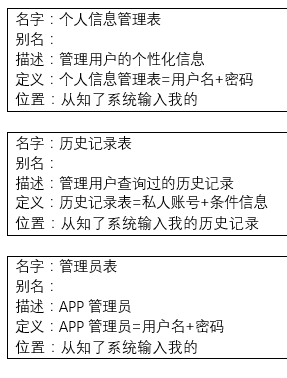 名字：个人信息管理表
别名：
描述：管理用户的个性化信息
定义：个人信息管理表=用户名+密码
位置：从知了系统输入我的
名字：历史记录表
别名：
描述：管理用户查询过的历史记录
定义：历史记录表=私人账号+条件信息
位置：从知了系统输入我的历史记录
名字：管理员表
别名：
描述：APP 管理员
定义：APP 管理员=用户名+密码
位置：从知了系统输入我的